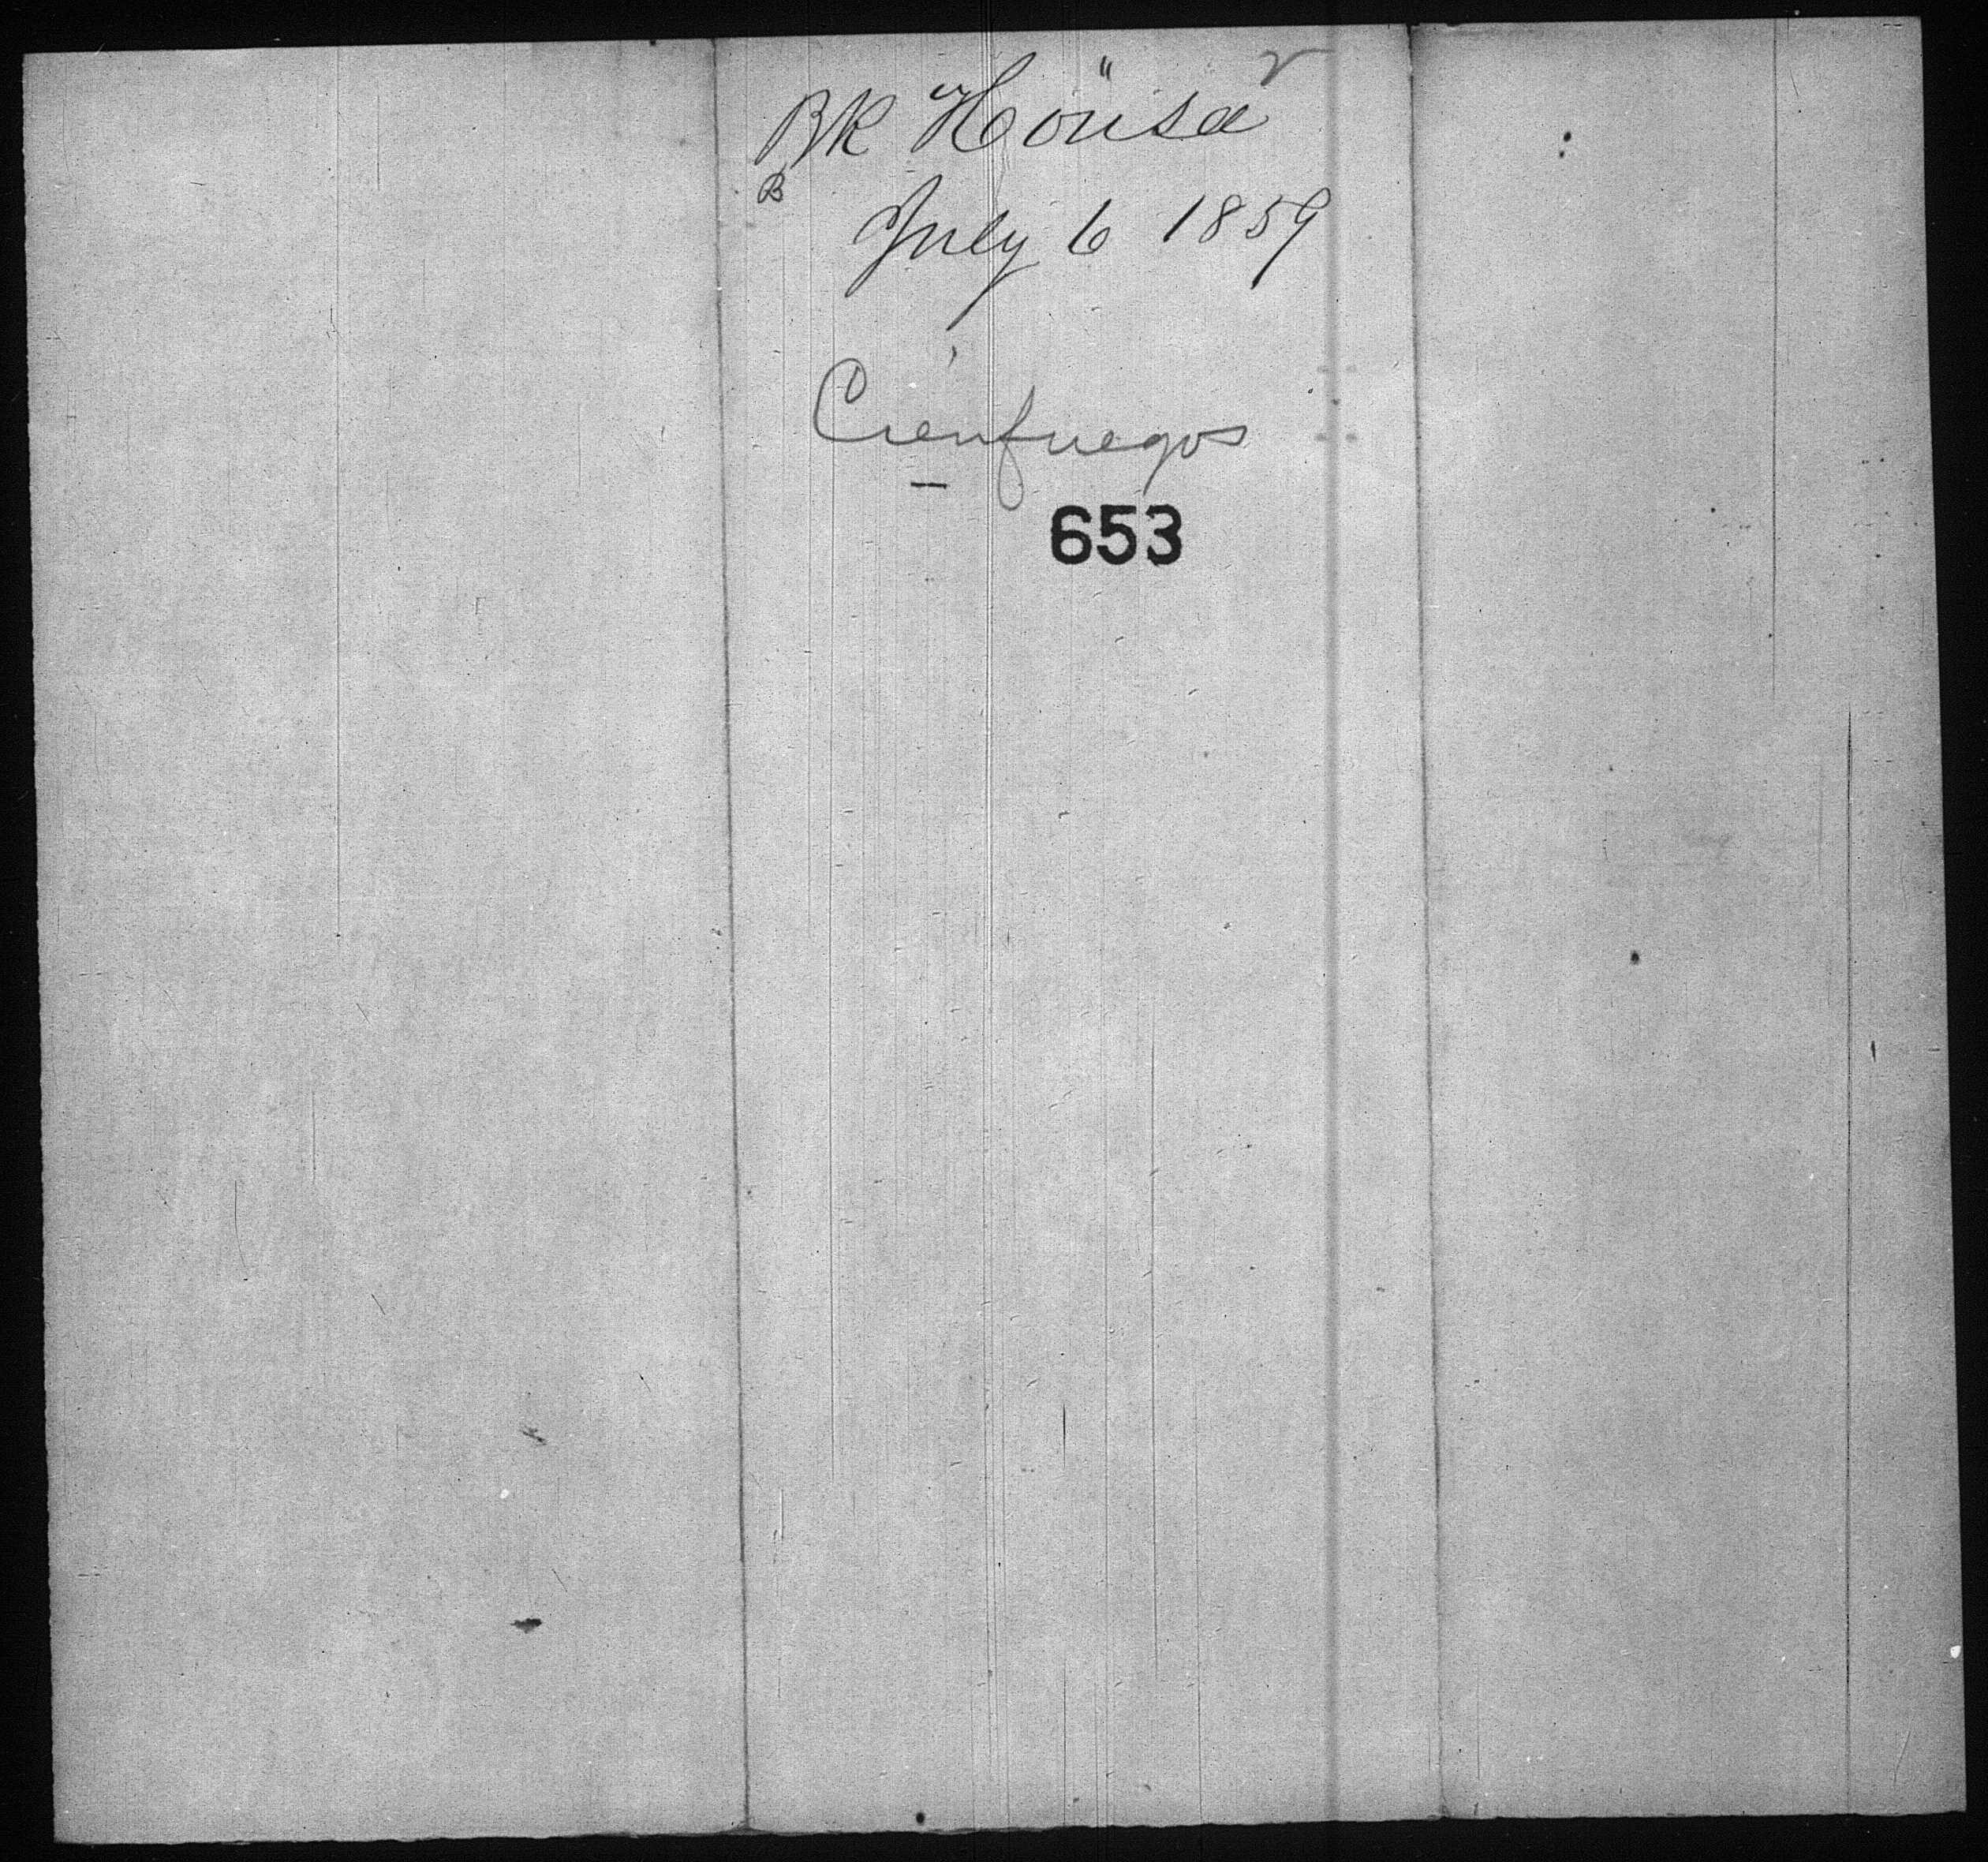 BK "Housa"
B
July 6 1859
Cienfuegos
653